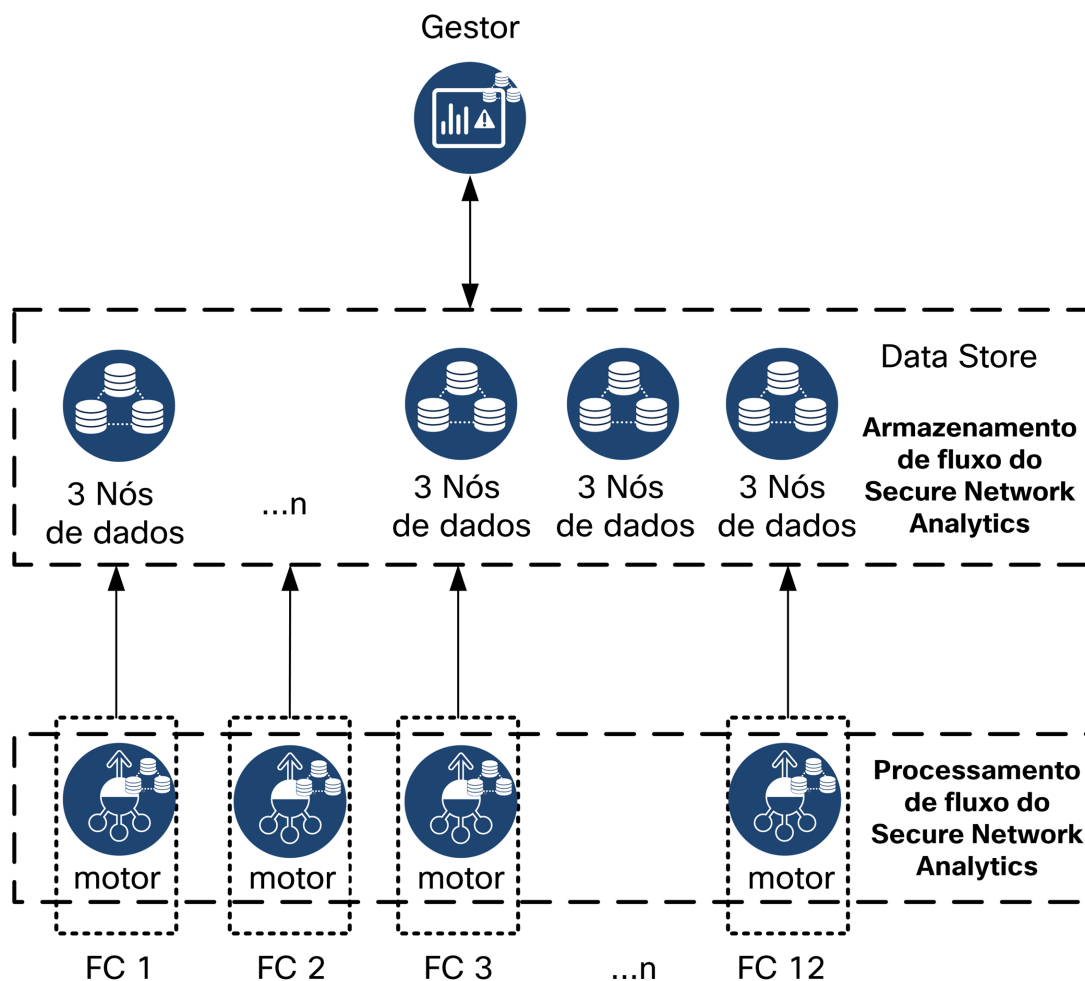 Gestor
Data Store
Armazenamento
de fluxo do
Secure Network
Analytics
3 Nós
de dados
...n
3 Nós
de dados
3 Nós
de dados
3 Nós
de dados
Processamento
de fluxo do
Secure Network
Analytics
motor
motor
motor
motor
FC 1
FC 2
FC 3
...n
FC 12